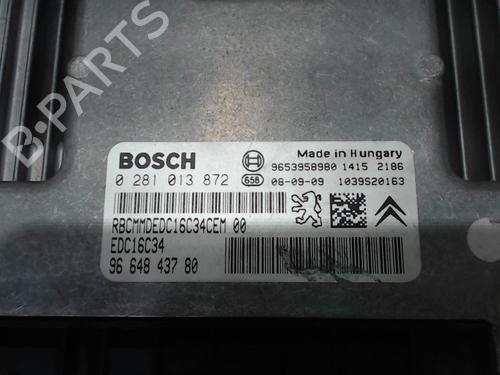 B-PARTS
BOSCH
Made in Hungary
9653958980 1415 2186
0 281 013 872
658
08-09-09
1039S20163
RBCMMDEDC16C34CEM 00
EDC16C34
96 648 437 80